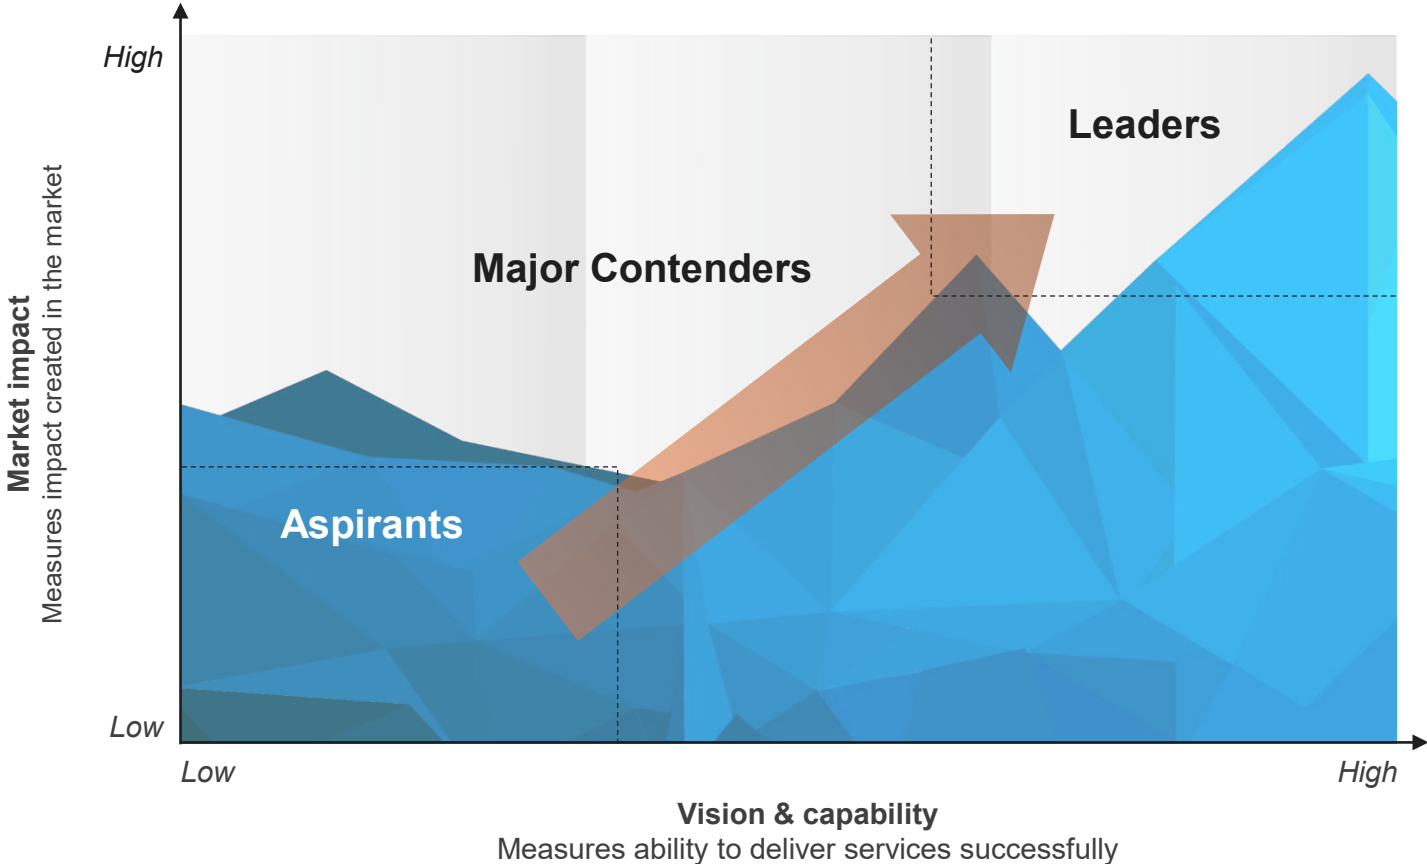 High
Leaders
Major Contenders
Market impact
Measures impact created in the market
Aspirants
Low
Low
High
Vision & capability
Measures ability to deliver services successfully